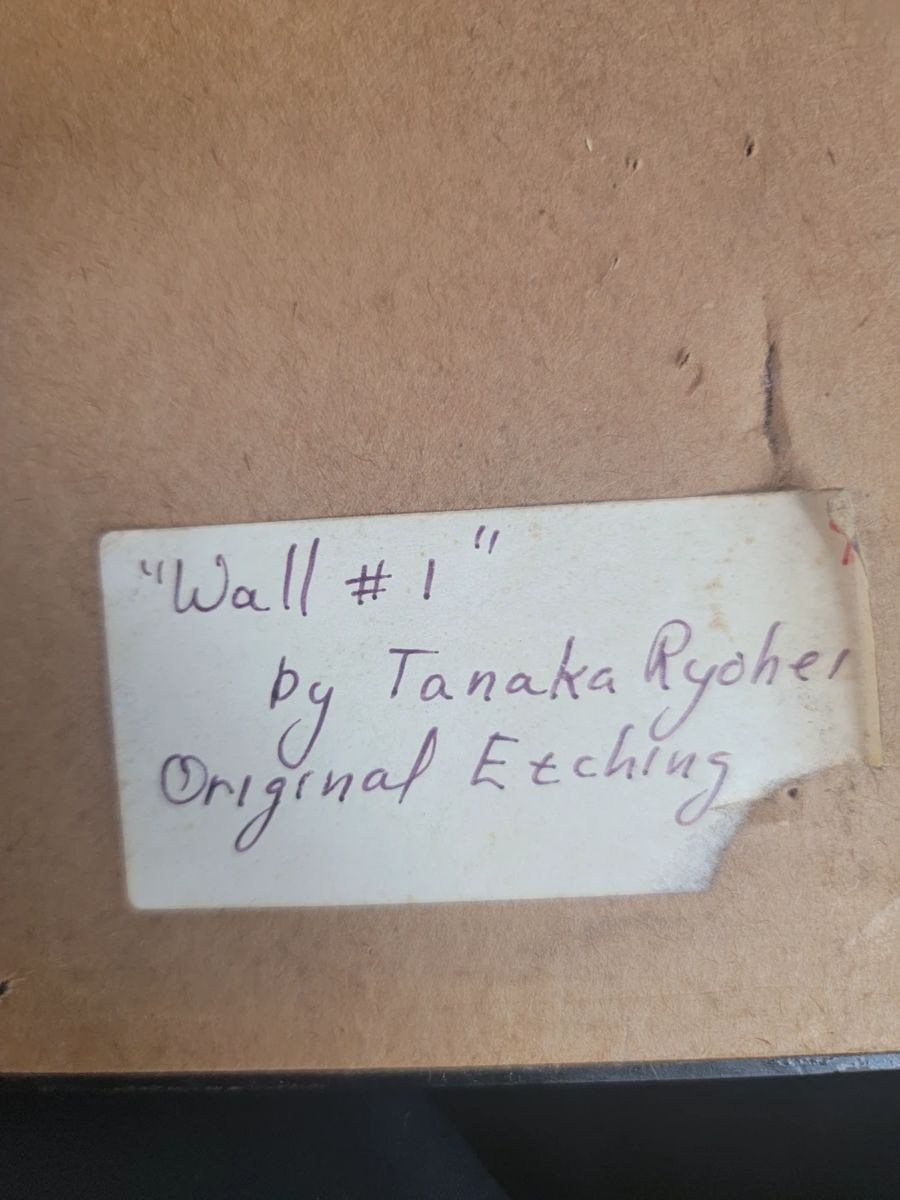 "Wall #1"
by Tanaka Ryohei
Original Etching